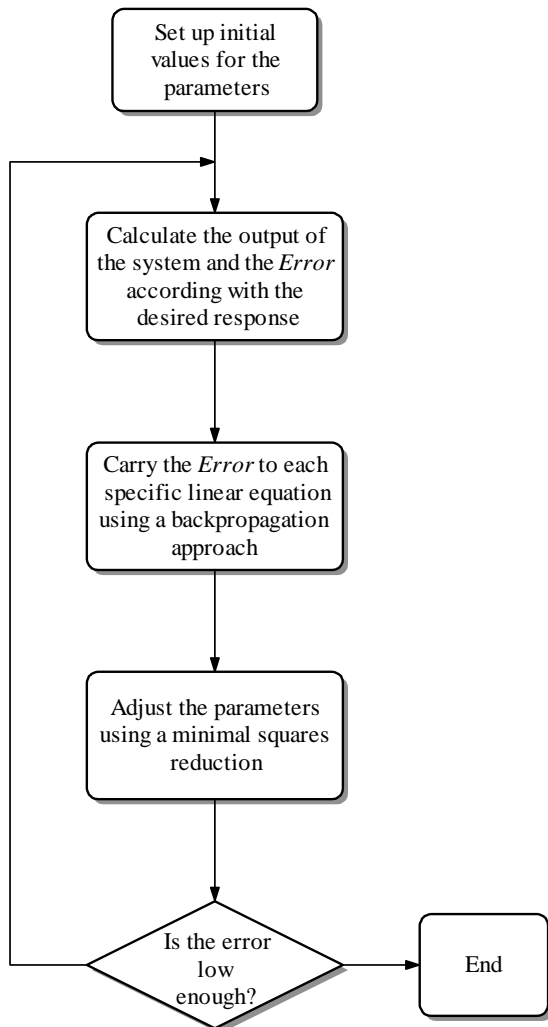 Set up initial
values for the
parameters
Calculate the output of
the system and the Error
according with the
desired response
Carry the Error to each
specific linear equation
using a backpropagation
approach
Adjust the parameters
using a minimal squares
reduction
Is the error
low
enough?
End